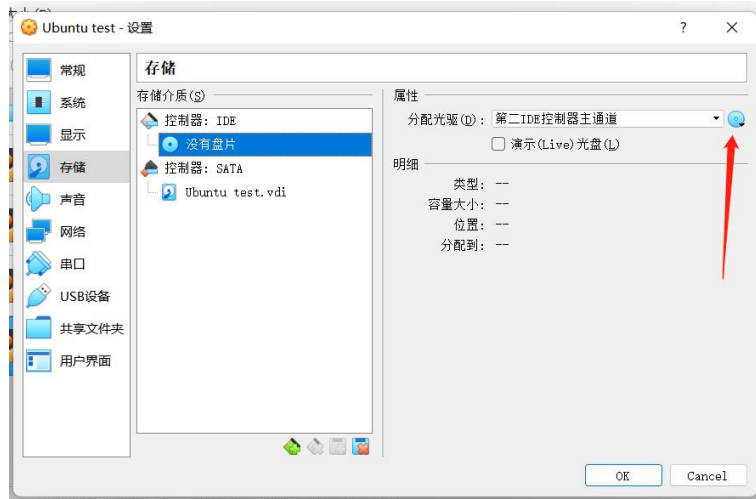 Ubuntu test - 设置
?
常规
系统
显示
存储
声音
网络
串口
USB设备
共享文件夹
用户界面
存储
存储介质(S)
控制器: IDE
没有盘片
控制器: SATA
Ubuntu test.vdi
属性
分配光驱(D): 第二IDE控制器主通道
演示(Live)光盘(L)
明细
类型: --
容量大小: --
位置: --
分配到: --
OK Cancel